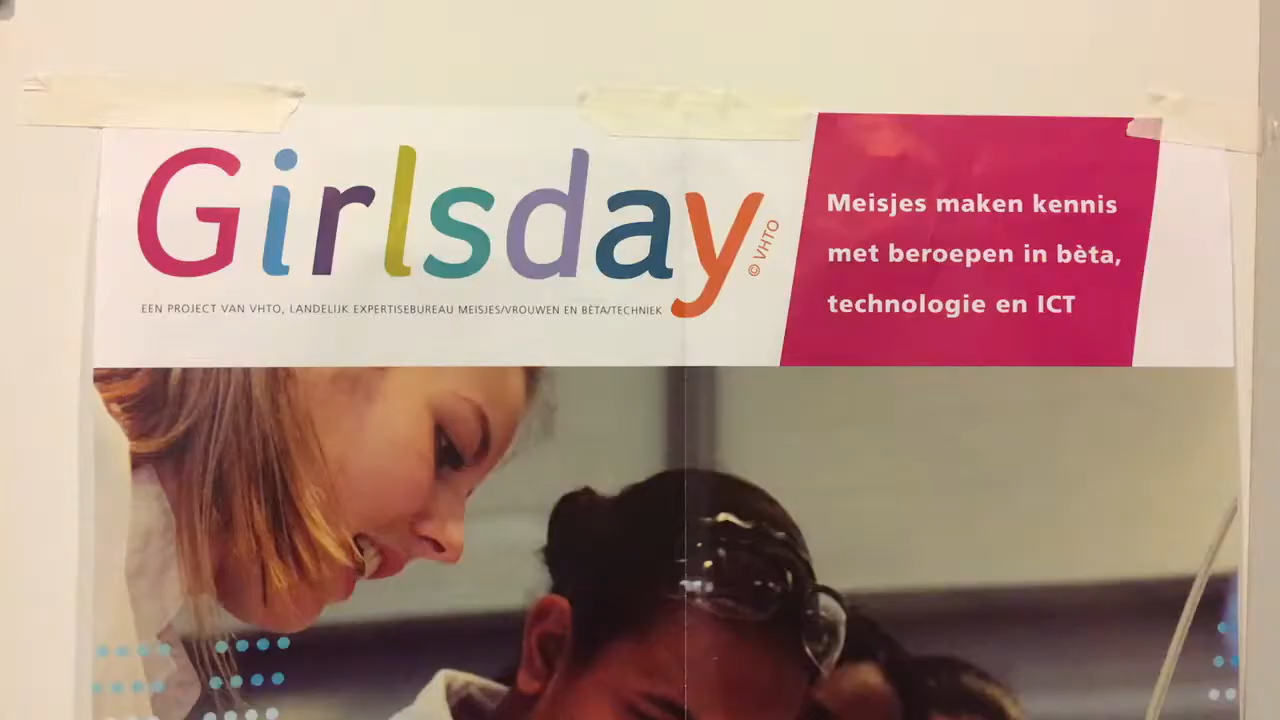 Girlsday
© VHTO
EEN PROJECT VAN VHTO, LANDELIJK EXPERTISEBUREAU MEISJES/VROUWEN EN BÈTA/TECHNIEK
Meisjes maken kennis
met beroepen in bèta,
technologie en ICT